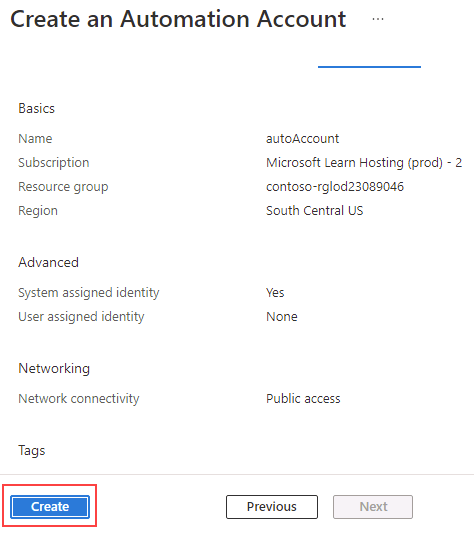 Create an Automation Account ...
Basics
Name autoAccount
Subscription Microsoft Learn Hosting (prod) - 2
Resource group contoso-rglod23089046
Region South Central US
Advanced
System assigned identity Yes
User assigned identity None
Networking
Network connectivity Public access
Tags
Create Previous Next